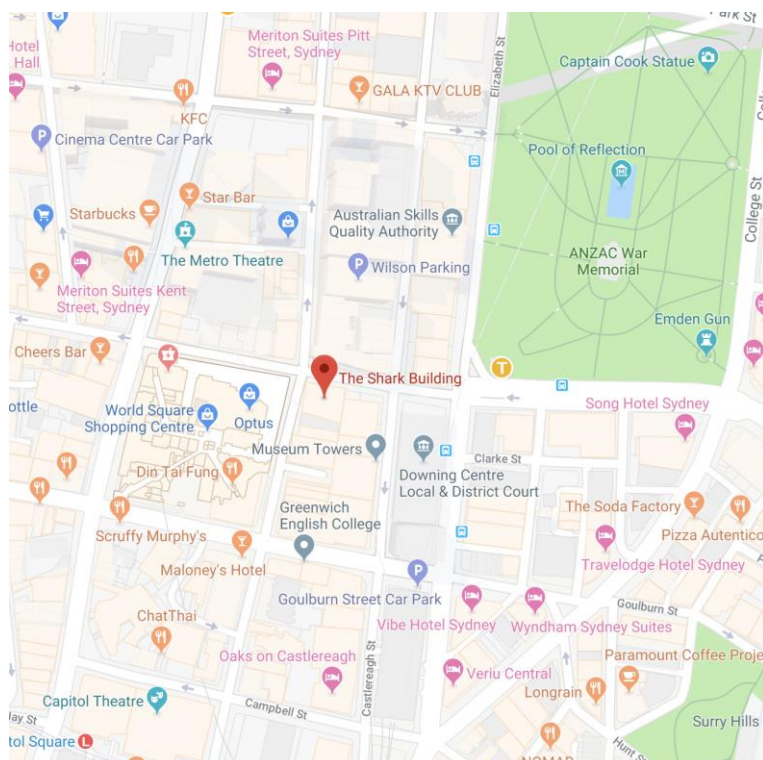 Park St
Meriton Suites Pitt
Street, Sydney
Hotel
Hall
Elizabeth St
Captain Cook Statue
KFC
GALA KTV CLUB
Cinema Centre Car Park
P
Pool of Reflection
College St
Starbucks
Star Bar
Australian Skills
Quality Authority
The Metro Theatre
P
Wilson Parking
ANZAC War
Memorial
Meriton Suites Kent
Street, Sydney
Emden Gun
Cheers Bar
The Shark Building
T
Song Hotel Sydney
World Square
Shopping Centre
Optus
Museum Towers
Clarke St
Din Tai Fung
Downing Centre
Local & District Court
Greenwich
English College
The Soda Factory
Scruffy Murphy's
Pizza Autentico
Maloney's Hotel
Travelodge Hotel Sydney
P
Goulburn Street Car Park
Goulburn St
ChatThai
Vibe Hotel Sydney
Wyndham Sydney Suites
Oaks on Castlereagh
Castlereagh St
Veriu Central
Paramount Coffee Proje
Capitol Theatre
Longrain
Campbell St
Surry Hills
lay St
tol Square
L
Hunt St
NOMAD